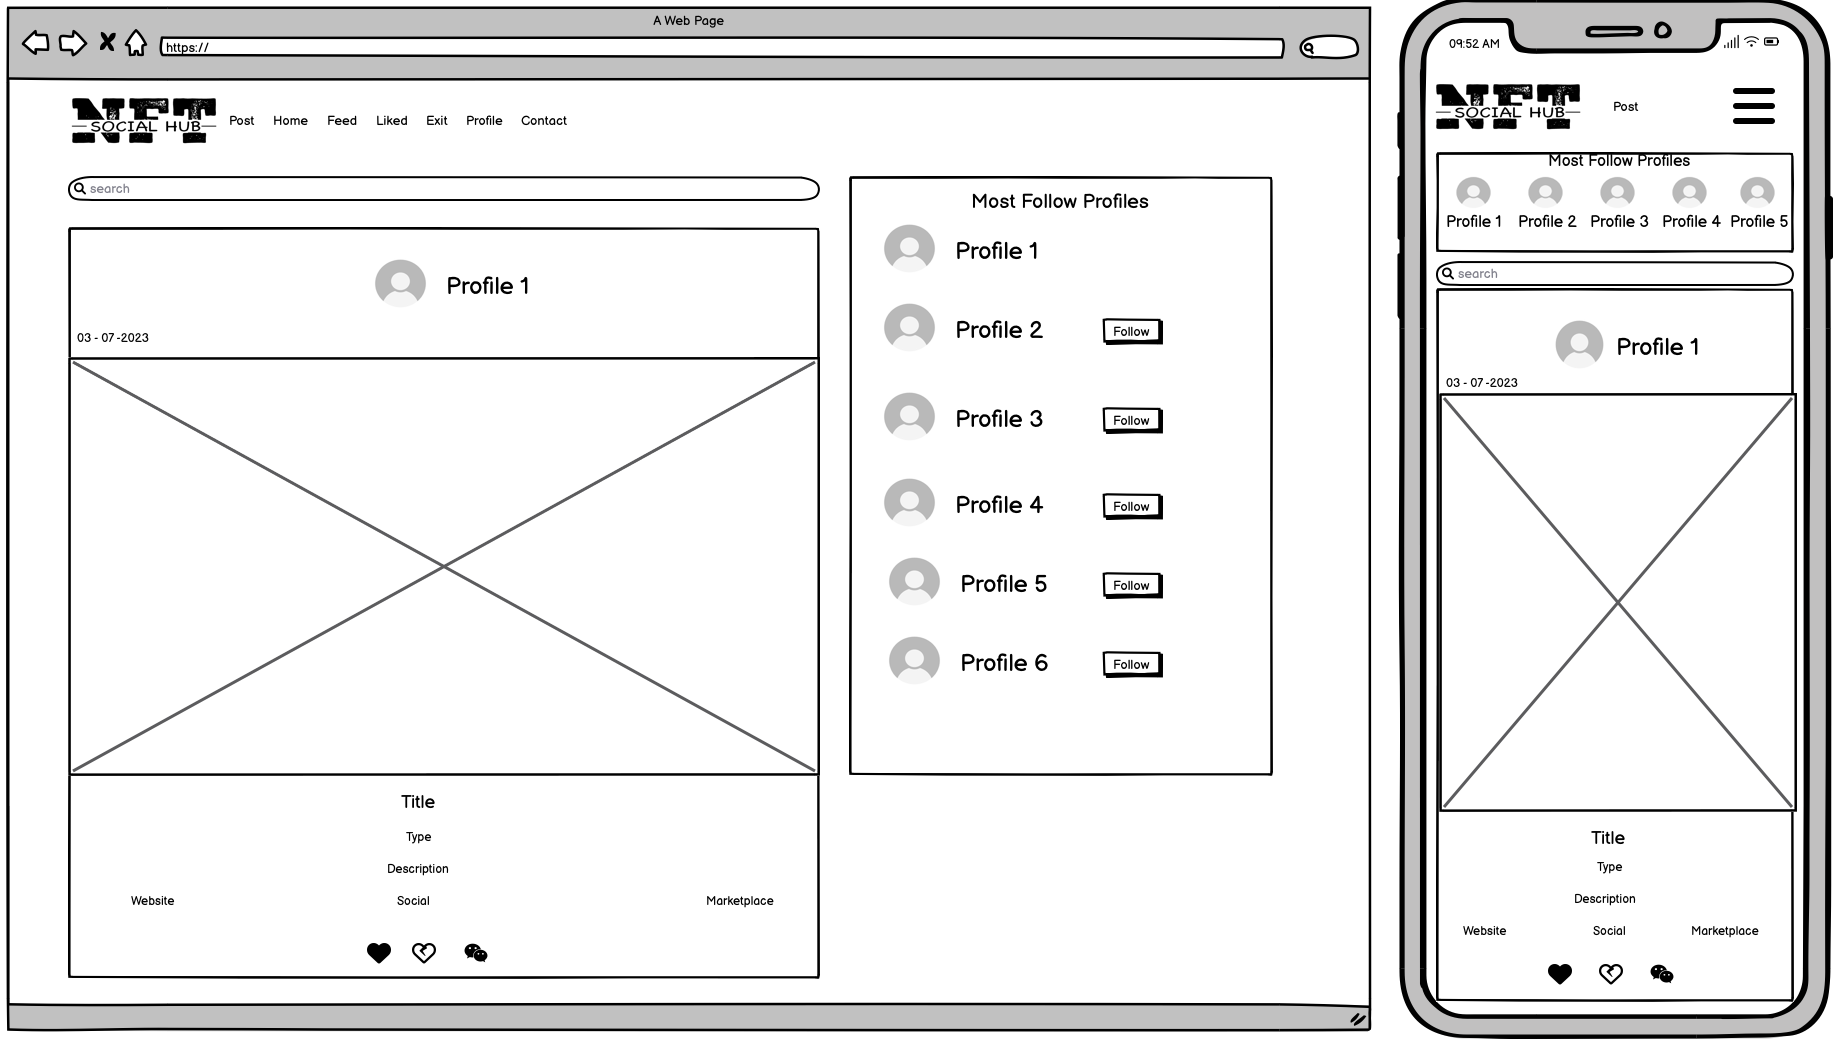 A Web Page
https://
NFT
SOCIAL HUB
Post Home Feed Liked Exit Profile Contact
search
Profile 1
03 - 07 -2023
Title
Type
Description
Website Social Marketplace
Most Follow Profiles
Profile 1
Profile 2 Follow
Profile 3 Follow
Profile 4 Follow
Profile 5 Follow
Profile 6 Follow
09:52 AM
NFT
SOCIAL HUB
Post
Most Follow Profiles
Profile 1 Profile 2 Profile 3 Profile 4 Profile 5
search
Profile 1
03 - 07 -2023
Title
Type
Description
Website Social Marketplace